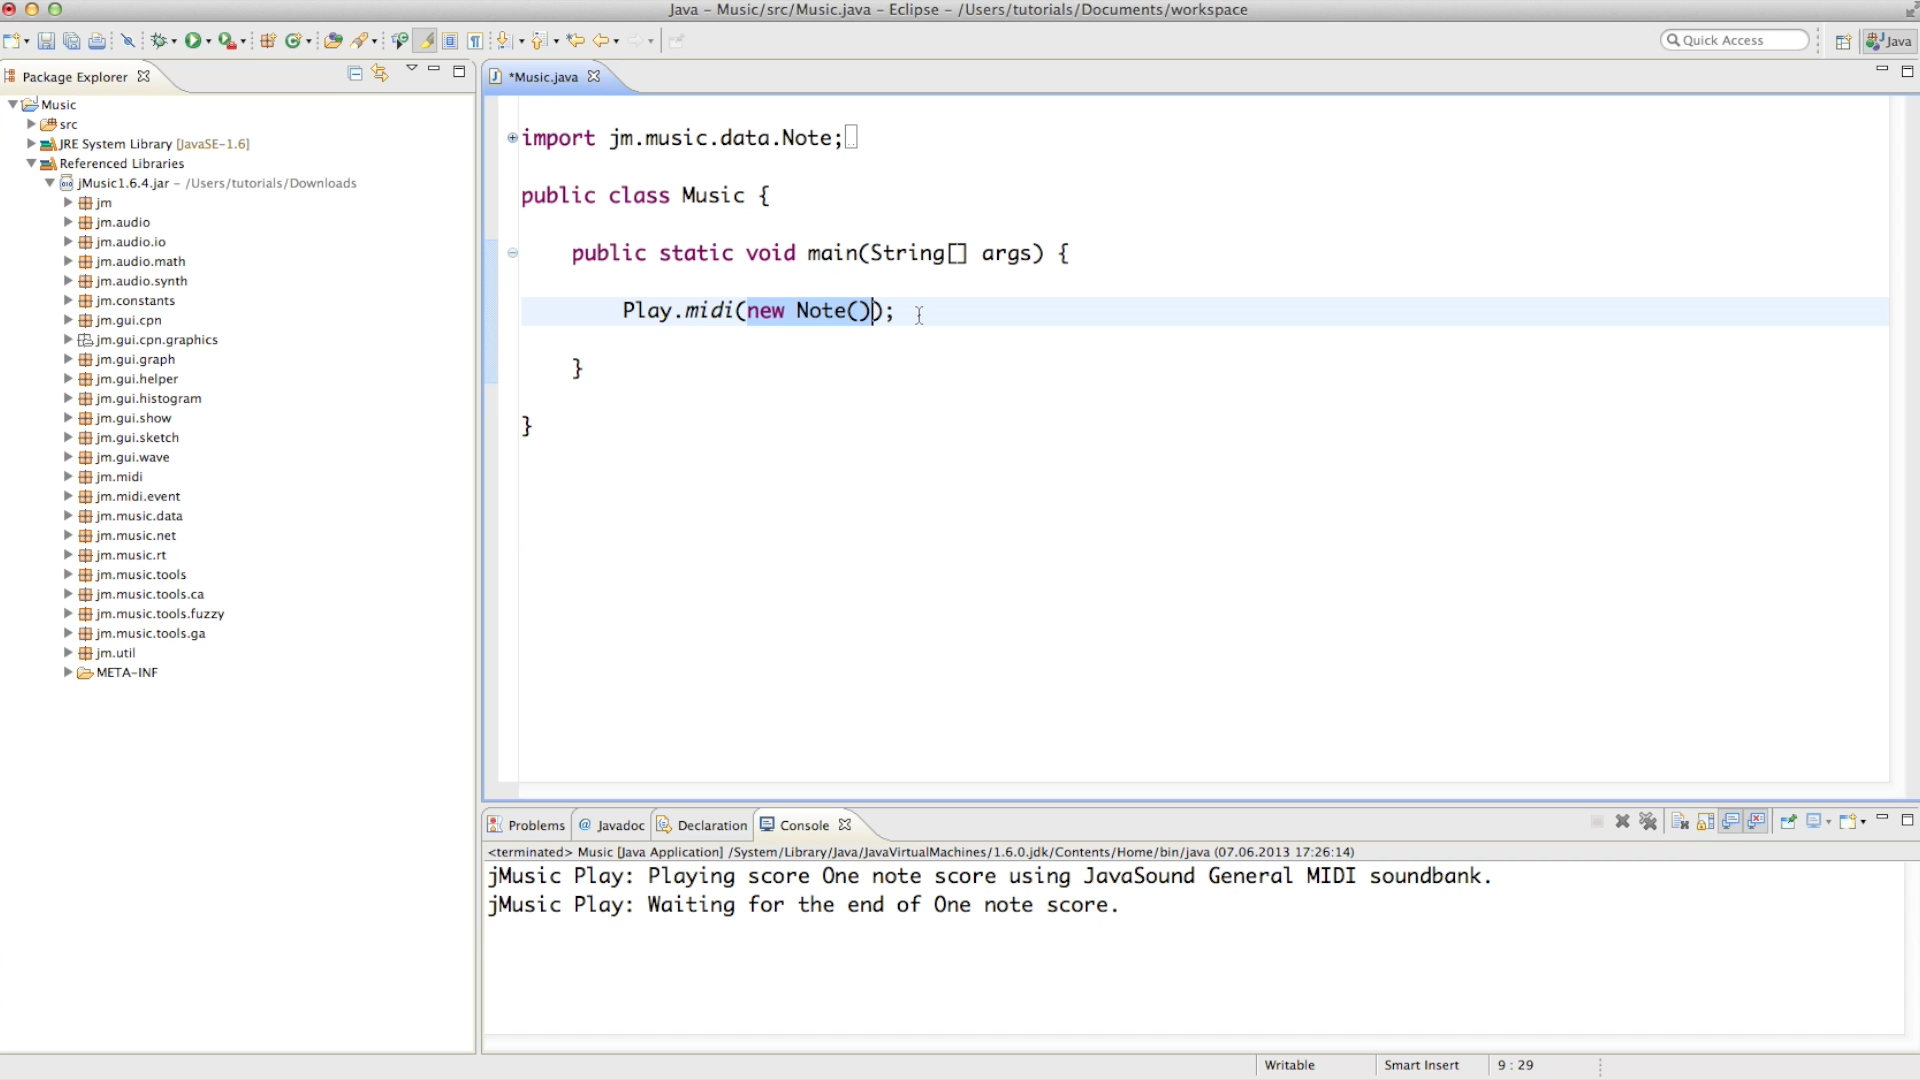 Java – Music/src/Music.java – Eclipse – /Users/tutorials/Documents/workspace
Quick Access
Java
Package Explorer
*Music.java
Music
src
JRE System Library [JavaSE-1.6]
Referenced Libraries
jMusic1.6.4.jar – /Users/tutorials/Downloads
jm
jm.audio
jm.audio.io
jm.audio.math
jm.audio.synth
jm.constants
jm.gui.cpn
jm.gui.cpn.graphics
jm.gui.graph
jm.gui.helper
jm.gui.histogram
jm.gui.show
jm.gui.sketch
jm.gui.wave
jm.midi
jm.midi.event
jm.music.data
jm.music.net
jm.music.rt
jm.music.tools
jm.music.tools.ca
jm.music.tools.fuzzy
jm.music.tools.ga
jm.util
META-INF
import jm.music.data.Note;
public class Music {
public static void main(String[] args) {
Play.midi(new Note());
}
}
Problems @ Javadoc Declaration Console
<terminated> Music [Java Application] /System/Library/Java/JavaVirtualMachines/1.6.0.jdk/Contents/Home/bin/java (07.06.2013 17:26:14)
jMusic Play: Playing score One note score using JavaSound General MIDI soundbank.
jMusic Play: Waiting for the end of One note score.
Writable Smart Insert 9 : 29